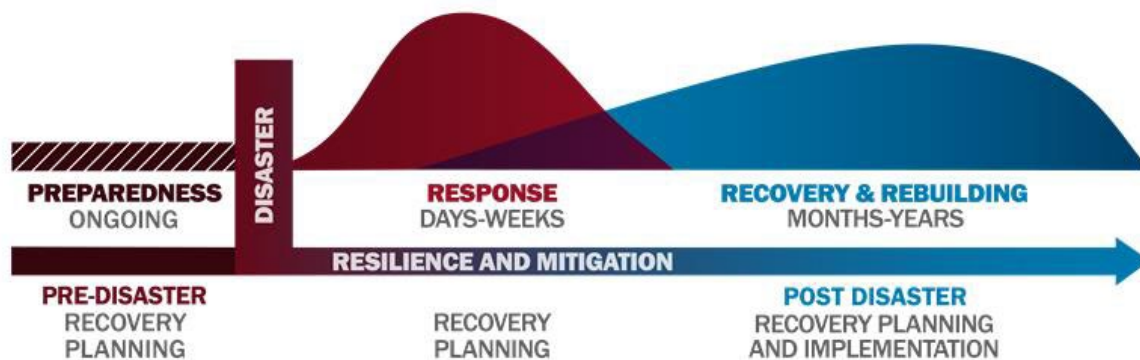 DISASTER
PREPAREDNESS
ONGOING
RESPONSE
DAYS-WEEKS
RECOVERY & REBUILDING
MONTHS-YEARS
RESILIENCE AND MITIGATION
PRE-DISASTER
RECOVERY
PLANNING
RECOVERY
PLANNING
POST DISASTER
RECOVERY PLANNING
AND IMPLEMENTATION